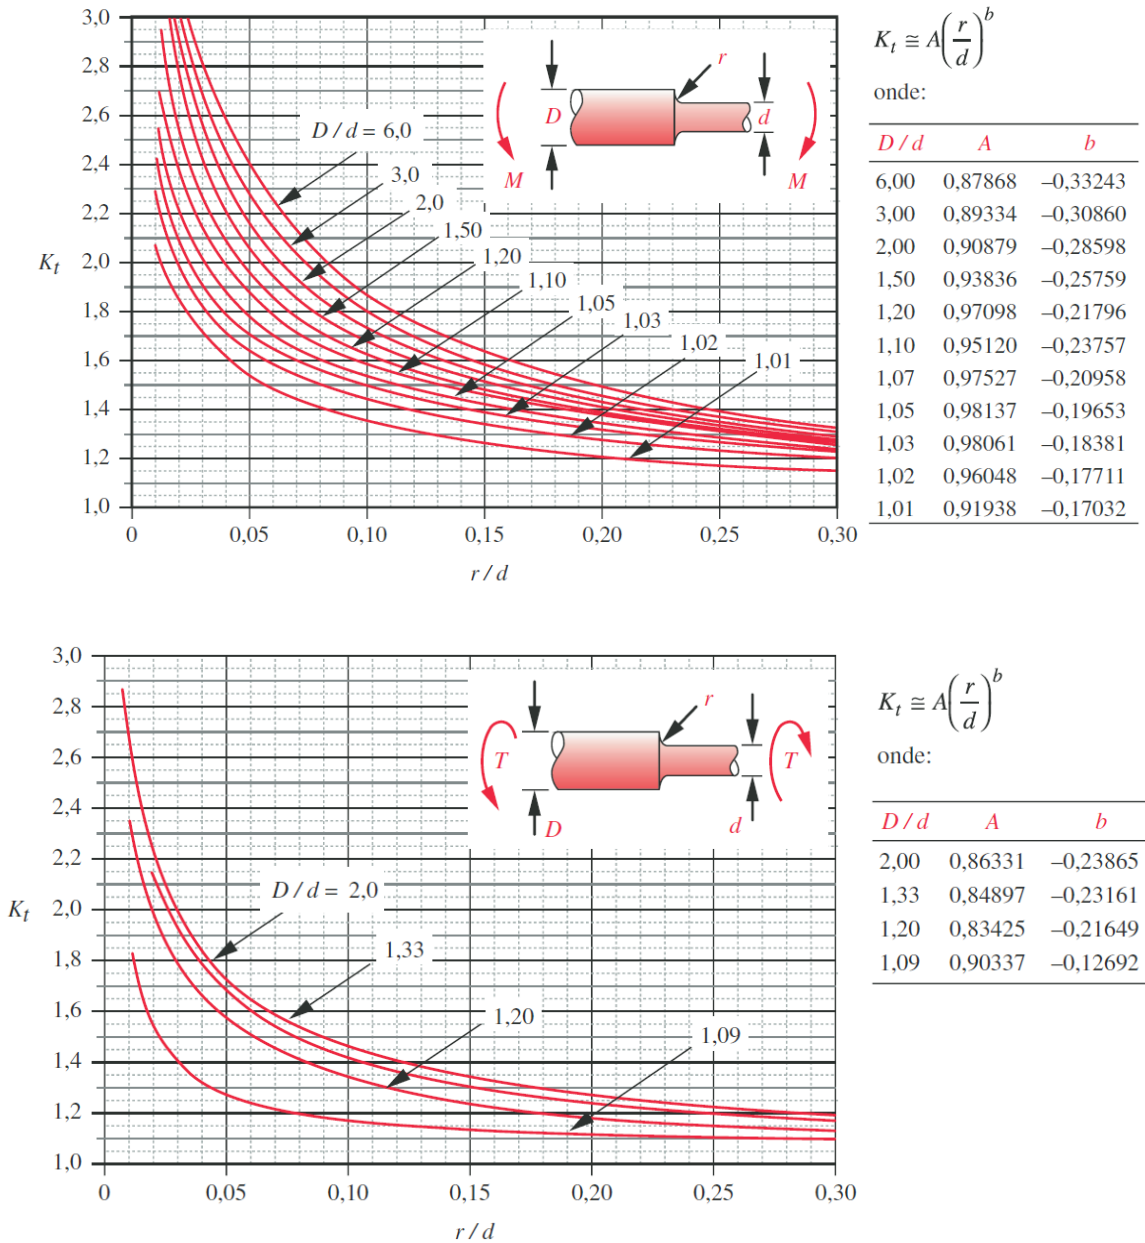 3,0
2,8
2,6
2,4
2,2
2,0
1,8
1,6
1,4
1,2
1,0
K_t
D / d = 6,0
3,0
2,0
1,50
1,20
1,10
1,05
1,03
1,02
1,01
r
D
d
M
M
0 0,05 0,10 0,15 0,20 0,25 0,30
r / d
K_t ≅ A(r/d)^b
onde:
D / d A b
6,00 0,87868 –0,33243
3,00 0,89334 –0,30860
2,00 0,90879 –0,28598
1,50 0,93836 –0,25759
1,20 0,97098 –0,21796
1,10 0,95120 –0,23757
1,07 0,97527 –0,20958
1,05 0,98137 –0,19653
1,03 0,98061 –0,18381
1,02 0,96048 –0,17711
1,01 0,91938 –0,17032
3,0
2,8
2,6
2,4
2,2
2,0
1,8
1,6
1,4
1,2
1,0
K_t
D / d = 2,0
1,33
1,20
1,09
r
T
T
D
d
0 0,05 0,10 0,15 0,20 0,25 0,30
r / d
K_t ≅ A(r/d)^b
onde:
D / d A b
2,00 0,86331 –0,23865
1,33 0,84897 –0,23161
1,20 0,83425 –0,21649
1,09 0,90337 –0,12692